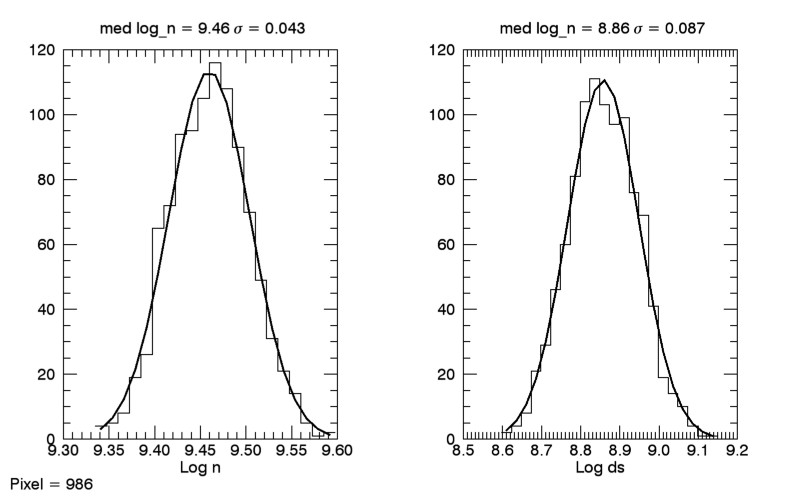 med log_n = 9.46 σ = 0.043
120
100
80
60
40
20
0
9.30 9.35 9.40 9.45 9.50 9.55 9.60
Log n
med log_n = 8.86 σ = 0.087
120
100
80
60
40
20
0
8.5 8.6 8.7 8.8 8.9 9.0 9.1 9.2
Log ds
Pixel = 986